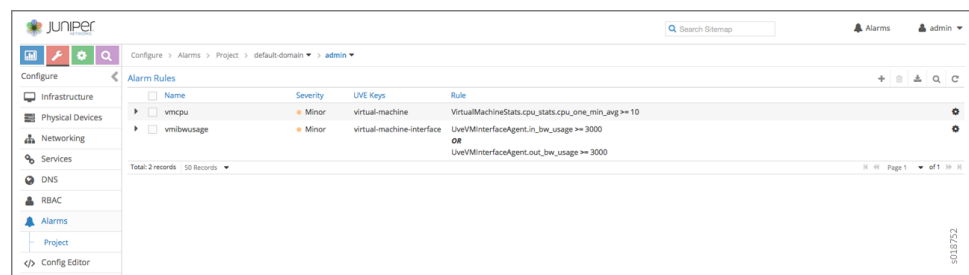 JUNIPER
NETWORKS
Search Sitemap
Alarms
admin
Configure > Alarms > Project > default-domain > admin
Configure
Alarm Rules
Infrastructure
Physical Devices
Networking
Services
DNS
RBAC
Alarms
Project
Config Editor
Name Severity UVE Keys Rule
vmcpu Minor virtual-machine VirtualMachineStats.cpu_stats.cpu_one_min_avg >= 10
vmibwusage Minor virtual-machine-interface UveVMInterfaceAgent.in_bw_usage >= 3000
OR
UveVMInterfaceAgent.out_bw_usage >= 3000
Total: 2 records 50 Records
Page 1 of 1
s018752